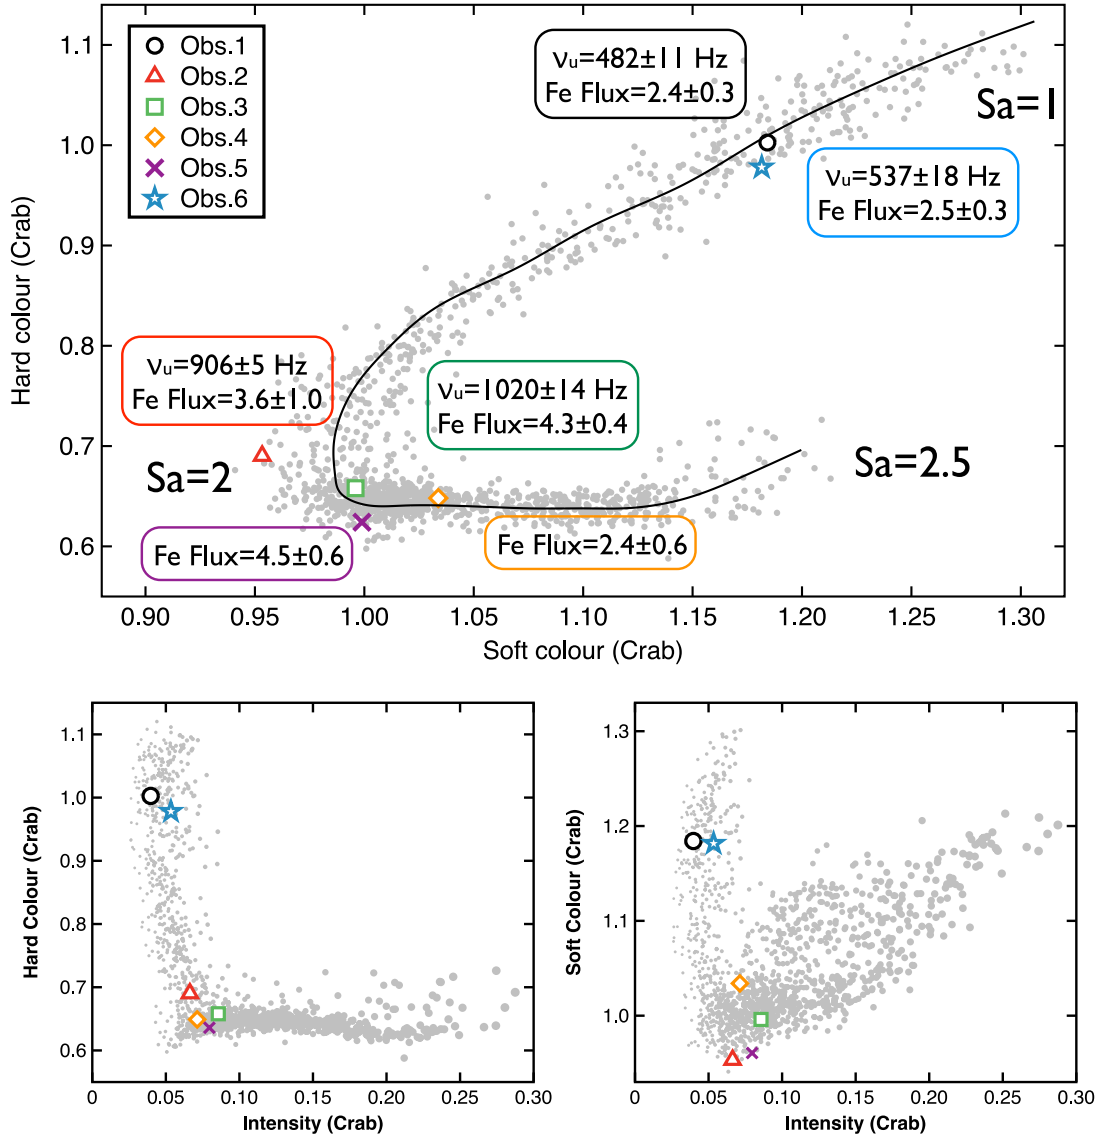 Obs.1
Obs.2
Obs.3
Obs.4
Obs.5
Obs.6
νu=482±11 Hz
Fe Flux=2.4±0.3
Sa=1
νu=537±18 Hz
Fe Flux=2.5±0.3
νu=906±5 Hz
Fe Flux=3.6±1.0
νu=1020±14 Hz
Fe Flux=4.3±0.4
Sa=2
Sa=2.5
Fe Flux=4.5±0.6
Fe Flux=2.4±0.6
Hard colour (Crab)
1.1
1.0
0.9
0.8
0.7
0.6
0.90 0.95 1.00 1.05 1.10 1.15 1.20 1.25 1.30
Soft colour (Crab)
Hard Colour (Crab)
1.1
1.0
0.9
0.8
0.7
0.6
0 0.05 0.10 0.15 0.20 0.25 0.30
Intensity (Crab)
Soft Colour (Crab)
1.3
1.2
1.1
1.0
0 0.05 0.10 0.15 0.20 0.25 0.30
Intensity (Crab)